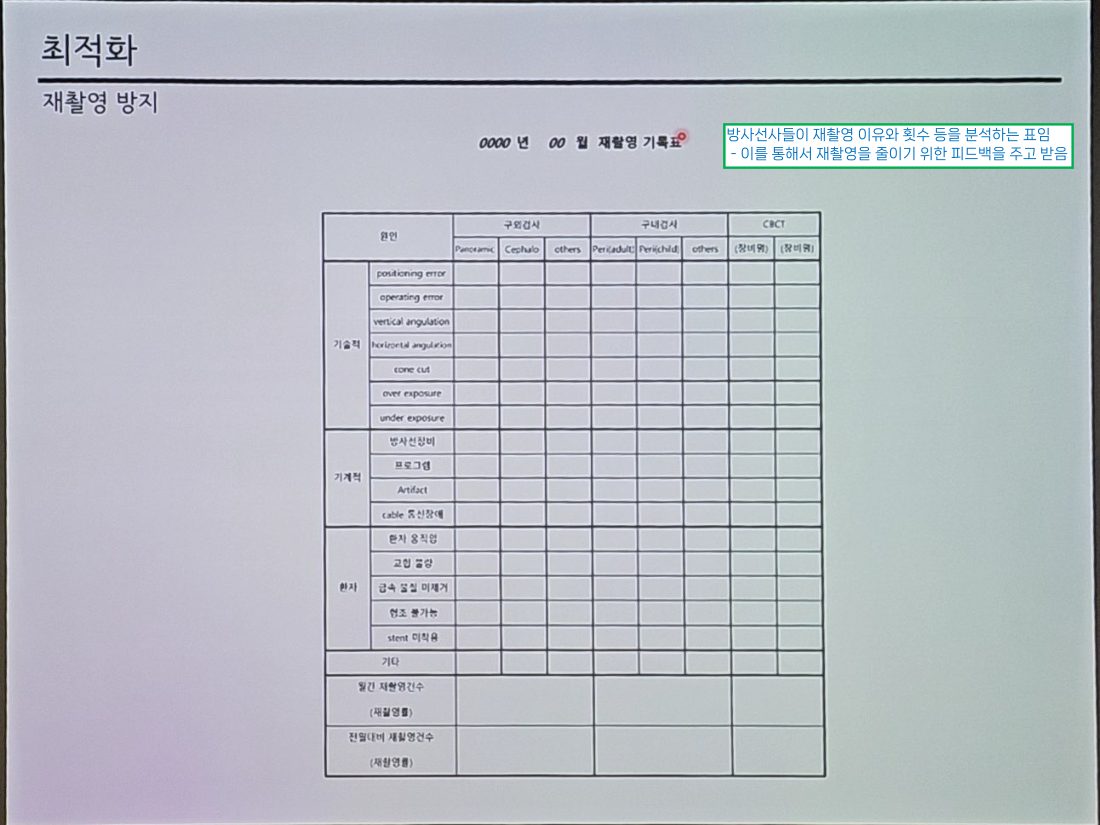 최적화
재촬영 방지
0000 년 00 월 재촬영 기록표
방사선사들이 재촬영 이유와 횟수 등을 분석하는 표임
- 이를 통해서 재촬영을 줄이기 위한 피드백을 주고 받음
원인 구외검사 구내검사 CBCT
Panoramic Cephalo others Peri(adult) Peri(child) others (장비명) (장비명)
기술적
positioning error
operating error
vertical angulation
horizontal angulation
cone cut
over exposure
under exposure
기계적
방사선장비
프로그램
Artifact
cable 통신장애
환자
환자 움직임
교합 불량
금속 물질 미제거
협조 불가능
stent 미착용
기타
월간 재촬영건수
(재촬영률)
전월대비 재촬영건수
(재촬영률)